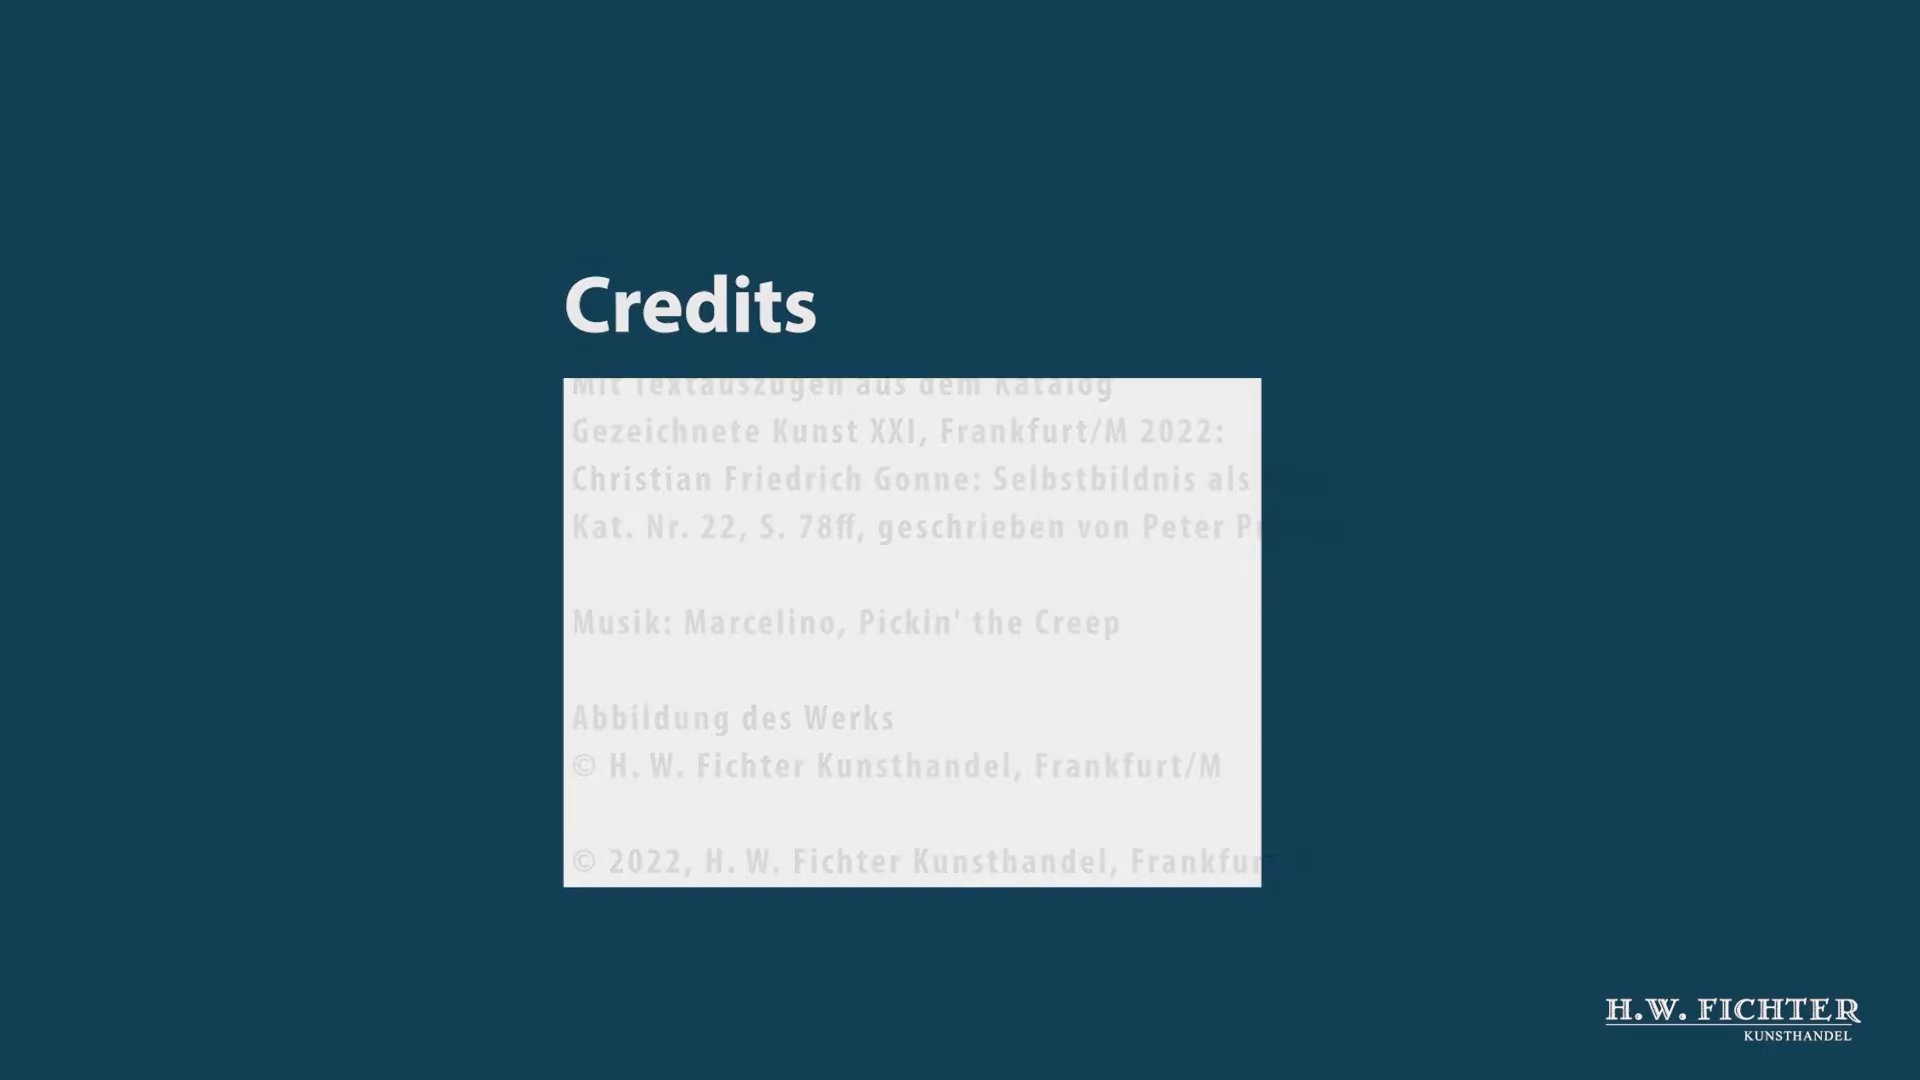 Credits
Mit Textauszügen aus dem Katalog
Gezeichnete Kunst XXI, Frankfurt/M 2022:
Christian Friedrich Gonne: Selbstbildnis als
Kat. Nr. 22, S. 78ff, geschrieben von Peter
Musik: Marcelino, Pickin' the Creep
Abbildung des Werks
© H. W. Fichter Kunsthandel, Frankfurt/M
© 2022, H. W. Fichter Kunsthandel,
H.W. FICHTER
KUNSTHANDEL